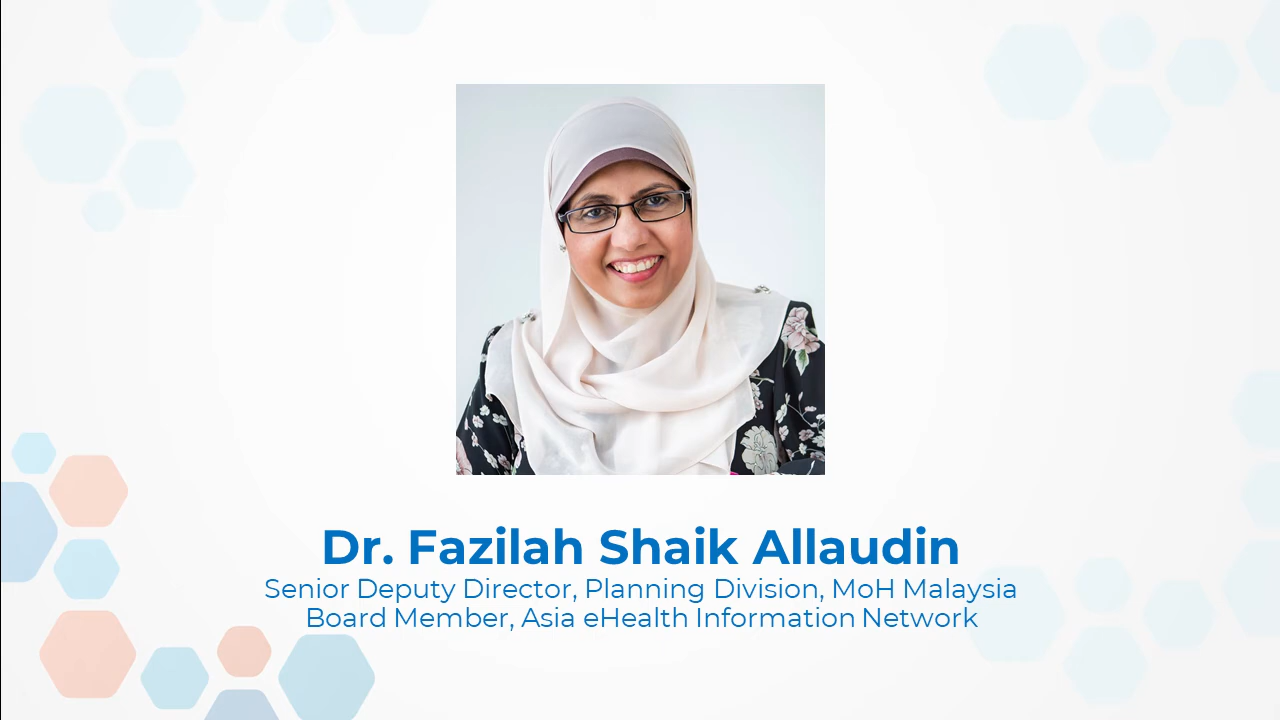 Dr. Fazilah Shaik Allaudin
Senior Deputy Director, Planning Division, MoH Malaysia
Board Member, Asia eHealth Information Network